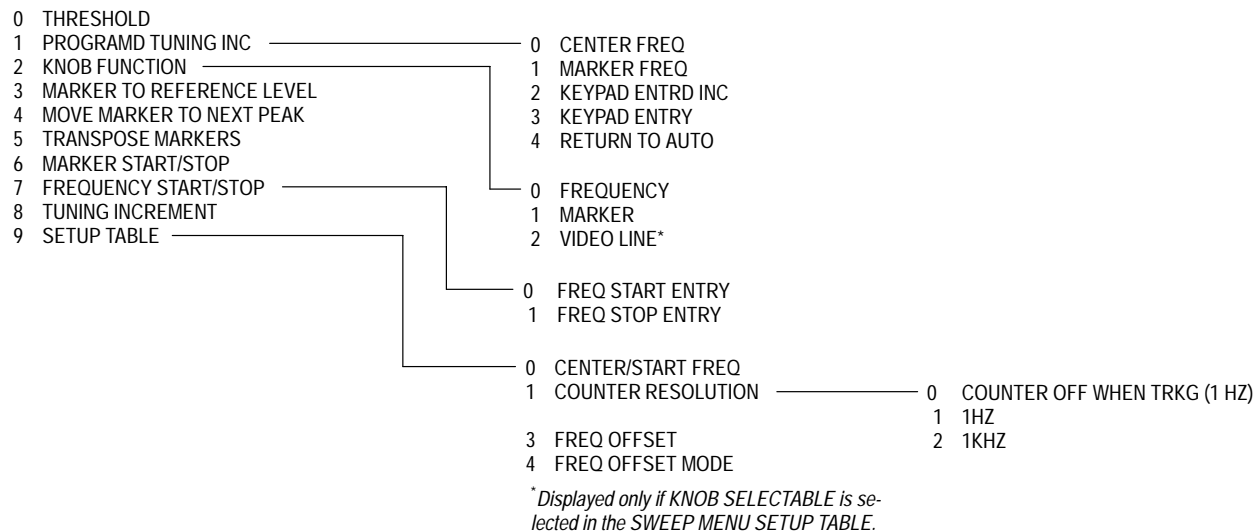 0 THRESHOLD
1 PROGRAMD TUNING INC
2 KNOB FUNCTION
3 MARKER TO REFERENCE LEVEL
4 MOVE MARKER TO NEXT PEAK
5 TRANSPOSE MARKERS
6 MARKER START/STOP
7 FREQUENCY START/STOP
8 TUNING INCREMENT
9 SETUP TABLE
0 CENTER FREQ
1 MARKER FREQ
2 KEYPAD ENTRD INC
3 KEYPAD ENTRY
4 RETURN TO AUTO
0 FREQUENCY
1 MARKER
2 VIDEO LINE*
0 FREQ START ENTRY
1 FREQ STOP ENTRY
0 CENTER/START FREQ
1 COUNTER RESOLUTION
3 FREQ OFFSET
4 FREQ OFFSET MODE
0 COUNTER OFF WHEN TRKG (1 HZ)
1 1HZ
2 1KHZ
*Displayed only if KNOB SELECTABLE is se-
lected in the SWEEP MENU SETUP TABLE.